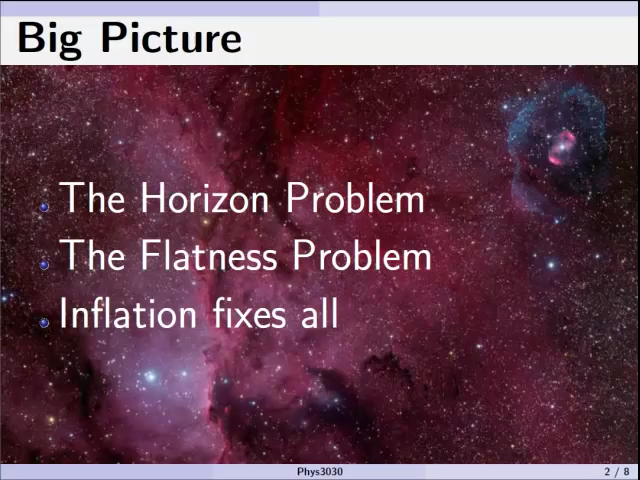 Big Picture
The Horizon Problem
The Flatness Problem
Inflation fixes all
Phys3030
2 / 8